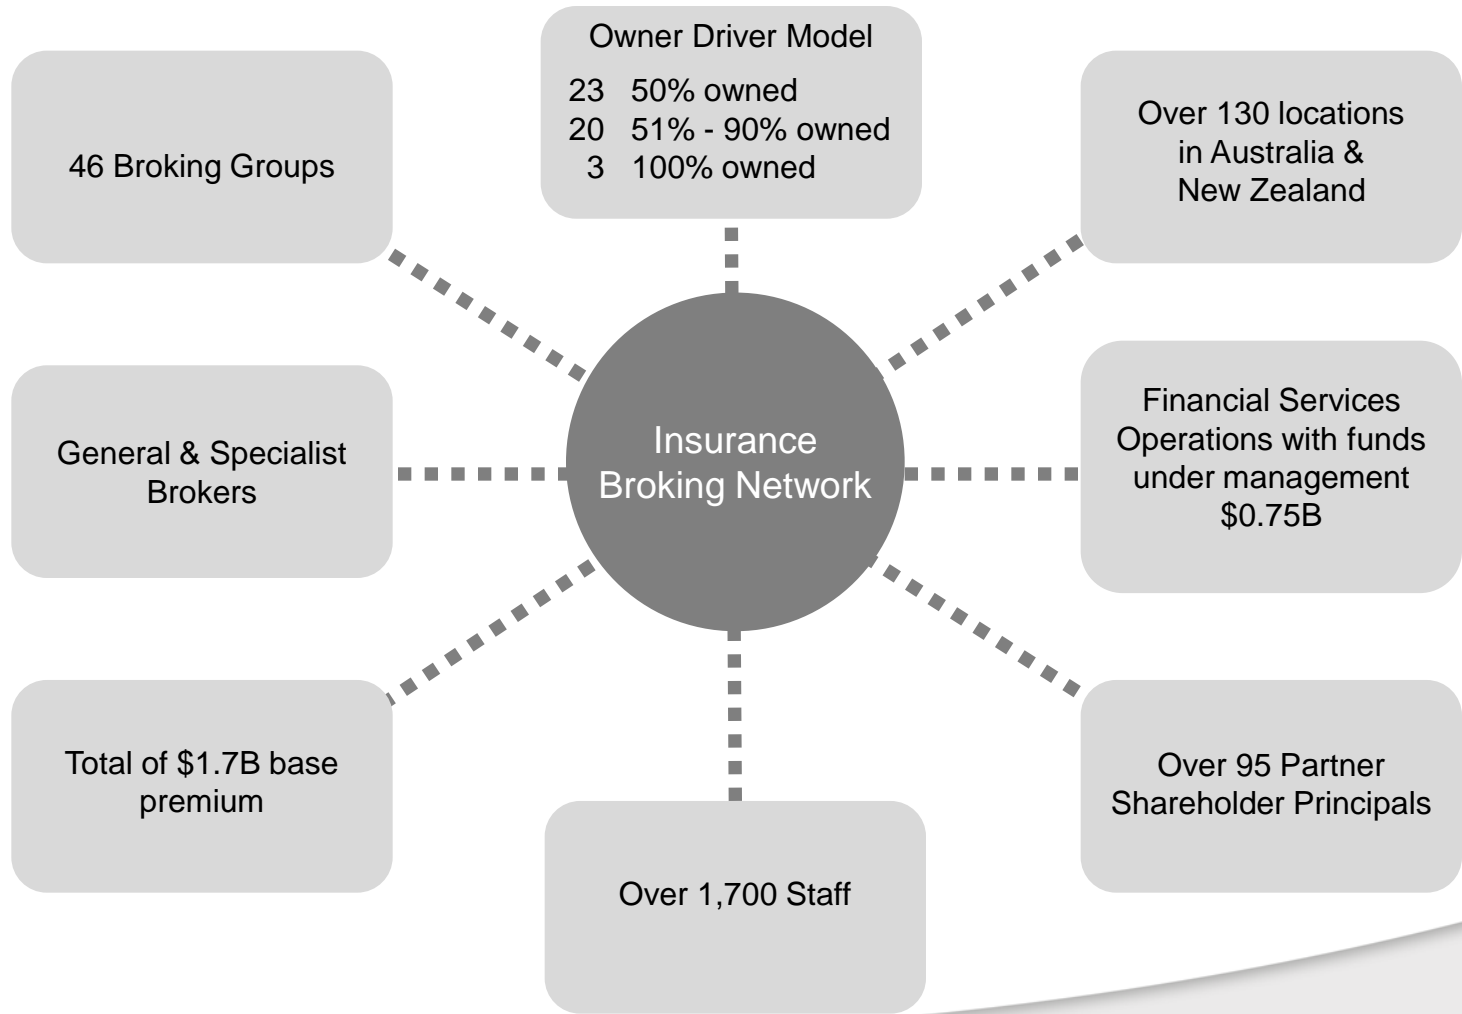 Owner Driver Model
23 50% owned
20 51% - 90% owned
3 100% owned
46 Broking Groups
Over 130 locations
in Australia &
New Zealand
General & Specialist
Brokers
Insurance
Broking Network
Financial Services
Operations with funds
under management
$0.75B
Total of $1.7B base
premium
Over 1,700 Staff
Over 95 Partner
Shareholder Principals